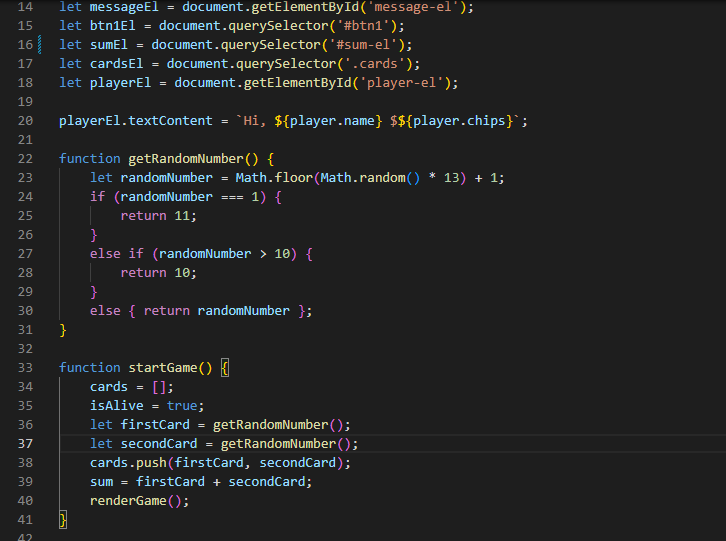 14 let messageEl = document.getElementById('message-el');
15 let btn1El = document.querySelector('#btn1');
16 let sumEl = document.querySelector('#sum-el');
17 let cardsEl = document.querySelector('.cards');
18 let playerEl = document.getElementById('player-el');
19
20 playerEl.textContent = `Hi, ${player.name} $${player.chips}`;
21
22 function getRandomNumber() {
23     let randomNumber = Math.floor(Math.random() * 13) + 1;
24     if (randomNumber === 1) {
25         return 11;
26     }
27     else if (randomNumber > 10) {
28         return 10;
29     }
30     else { return randomNumber };
31 }
32
33 function startGame() {
34     cards = [];
35     isAlive = true;
36     let firstCard = getRandomNumber();
37     let secondCard = getRandomNumber();
38     cards.push(firstCard, secondCard);
39     sum = firstCard + secondCard;
40     renderGame();
41 }
42